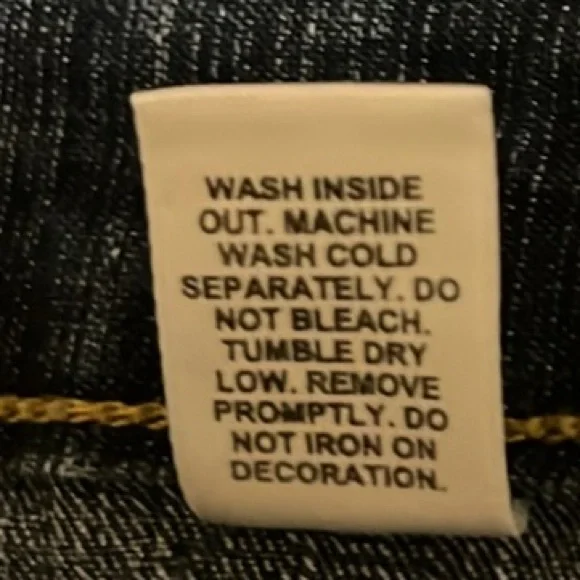 WASH INSIDE
OUT. MACHINE
WASH COLD
SEPARATELY. DO
NOT BLEACH.
TUMBLE DRY
LOW. REMOVE
PROMPTLY. DO
NOT IRON ON
DECORATION.